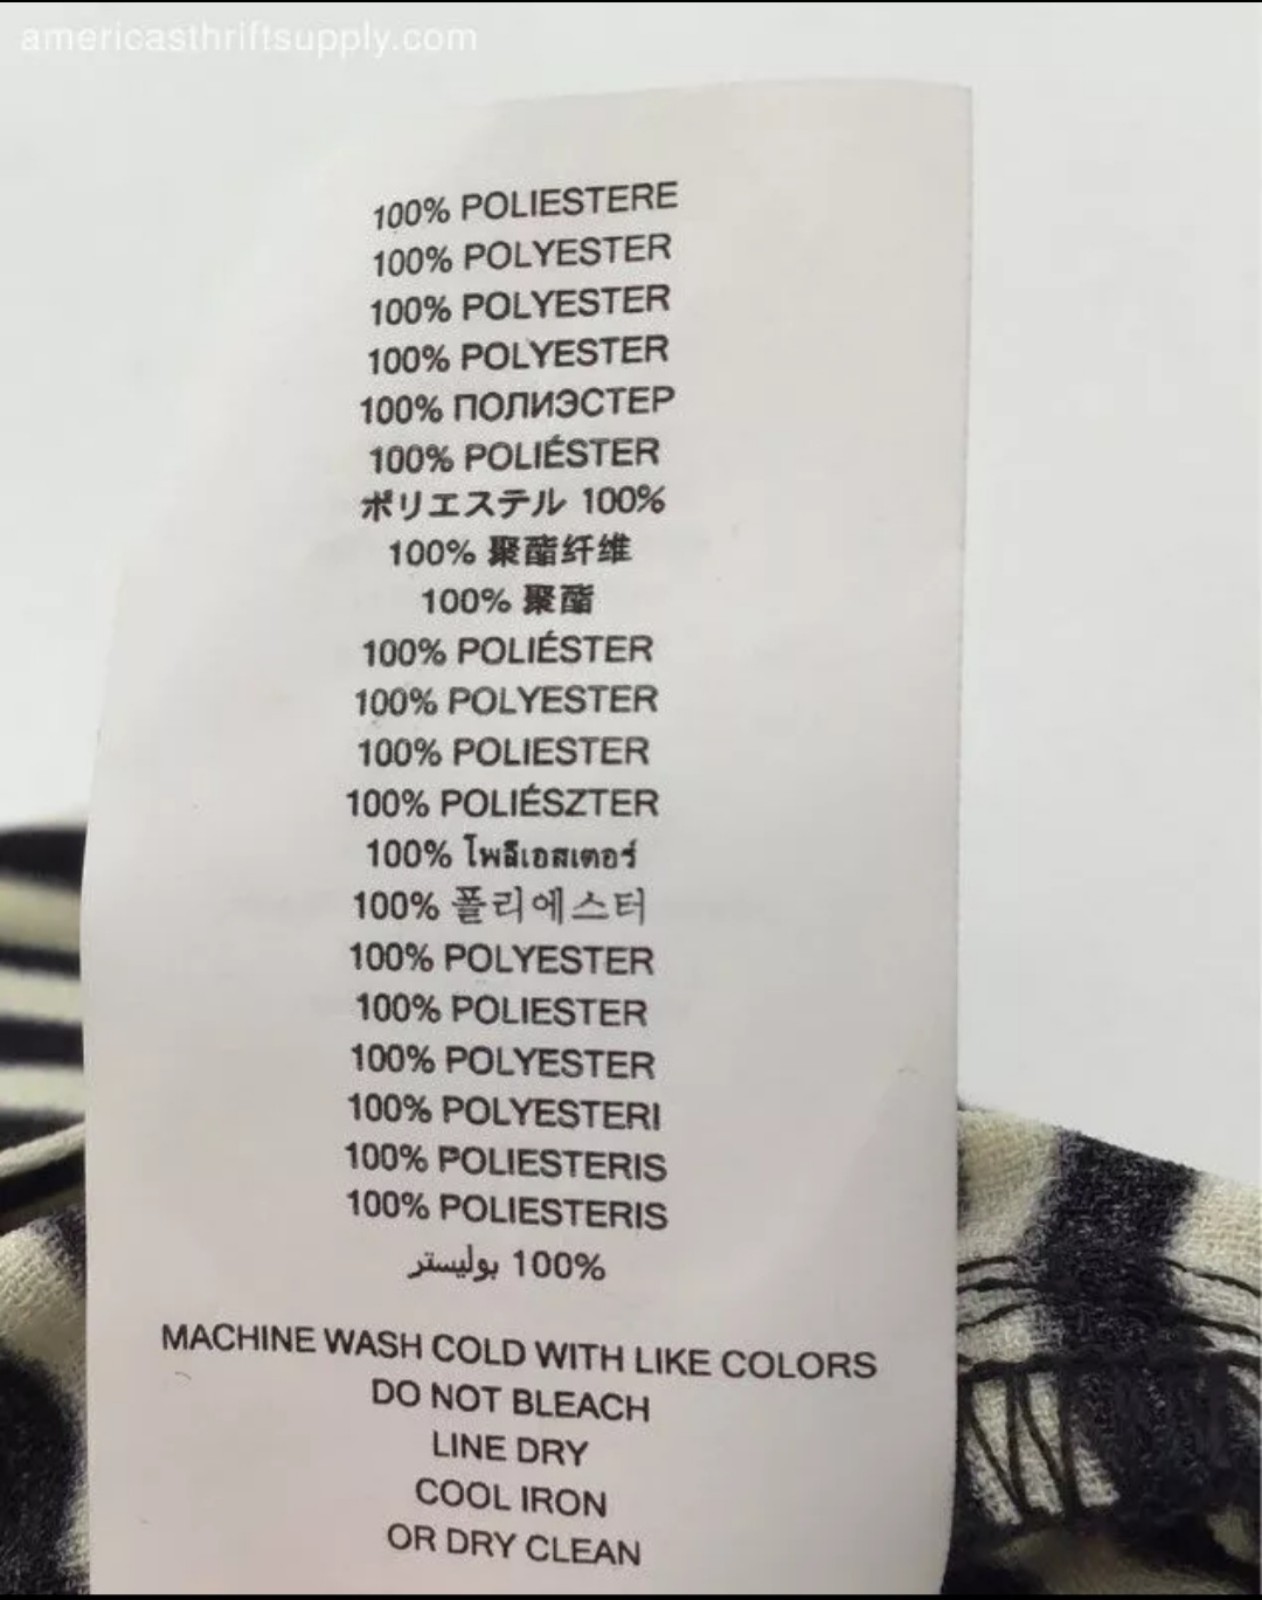 americasthriftsupply.com
100% POLIESTERE
100% POLYESTER
100% POLYESTER
100% POLYESTER
100% ПОЛИЭСТЕР
100% POLIÉSTER
ポリエステル 100%
100% 聚酯纤维
100% 聚酯
100% POLIÉSTER
100% POLYESTER
100% POLIESTER
100% POLIÉSZTER
100% โพลีเอสเตอร์
100% 폴리에스터
100% POLYESTER
100% POLIESTER
100% POLYESTER
100% POLYESTERI
100% POLIESTERIS
100% POLIESTERIS
100% بوليستر
MACHINE WASH COLD WITH LIKE COLORS
DO NOT BLEACH
LINE DRY
COOL IRON
OR DRY CLEAN